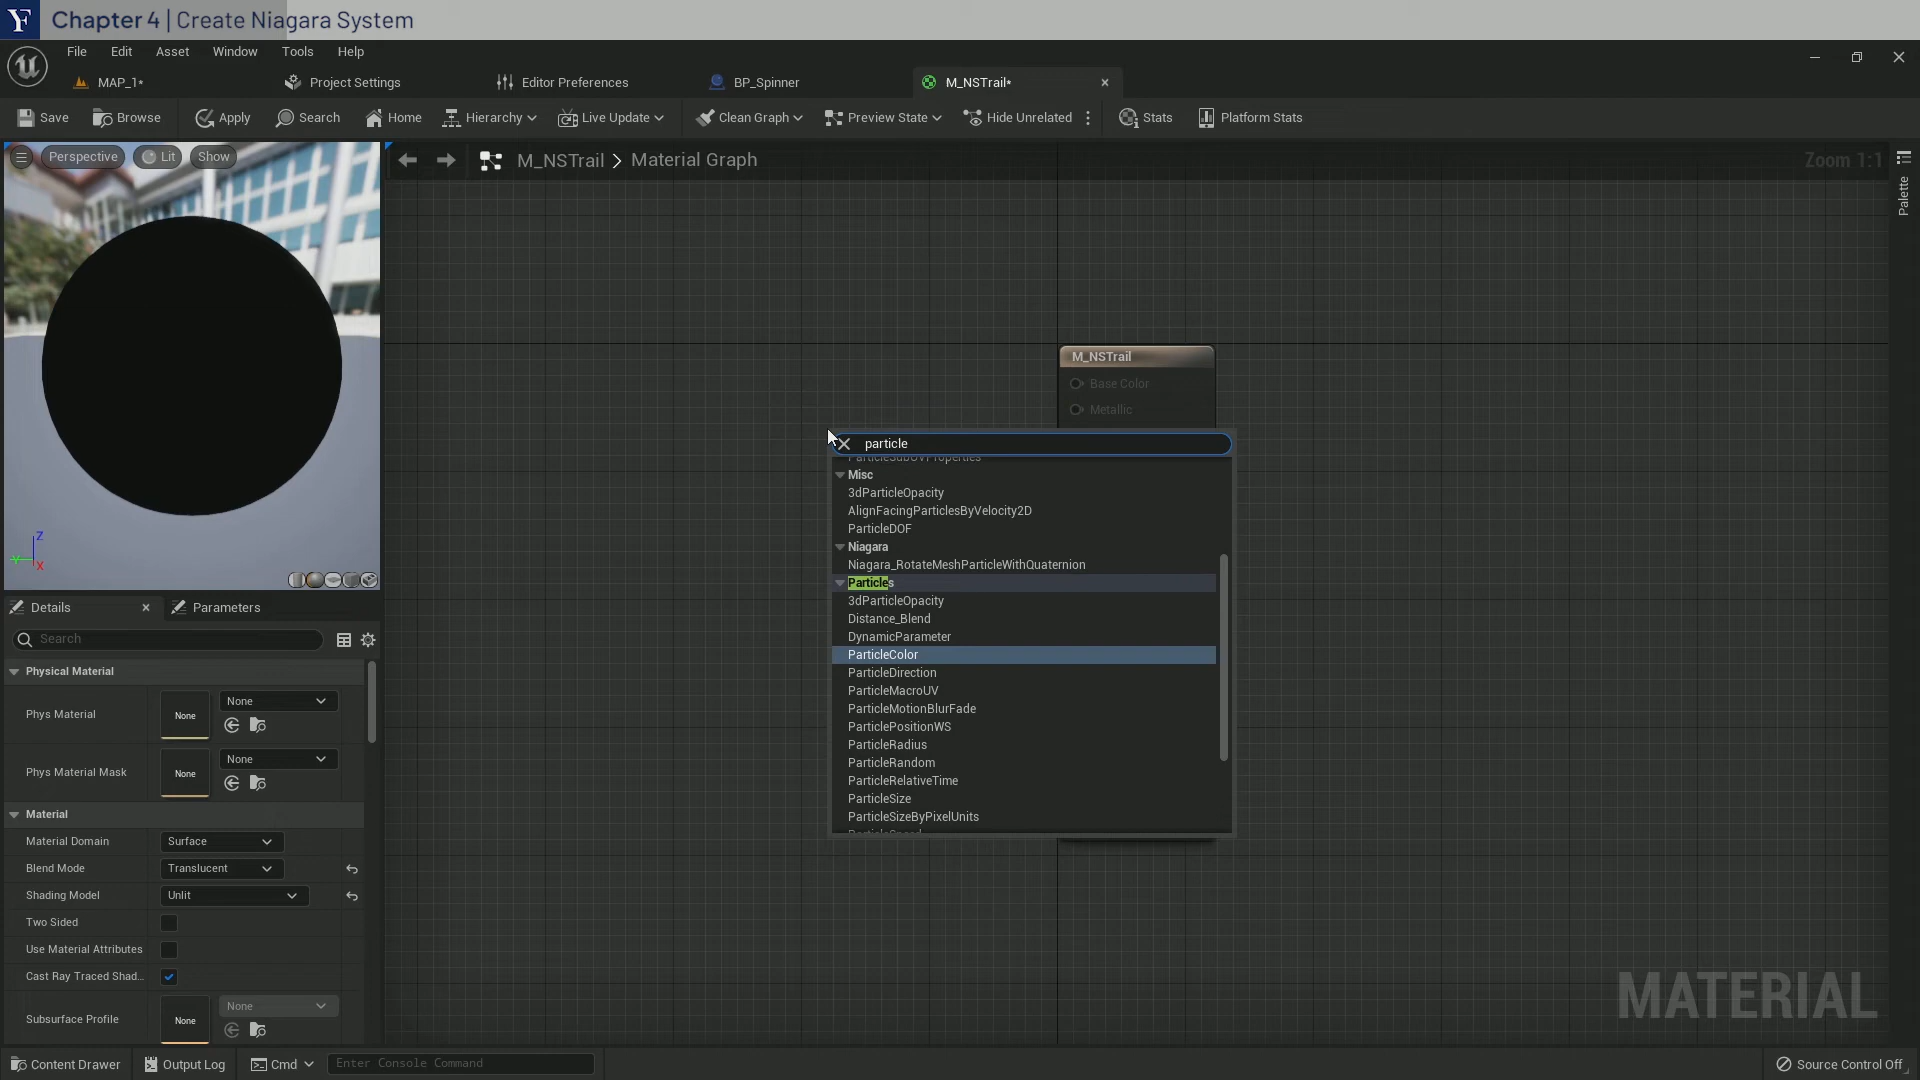 Y Chapter 4 | Create Niagara System
File Edit Asset Window Tools Help
MAP_1* Project Settings Editor Preferences BP_Spinner M_NSTrail*
Save Browse Apply Search Home Hierarchy Live Update Clean Graph Preview State Hide Unrelated Stats Platform Stats
Perspective Lit Show
M_NSTrail > Material Graph
Zoom 1:1
Palette
M_NSTrail
Base Color
Metallic
particle
ParticleSubUVProperties
Misc
3dParticleOpacity
AlignFacingParticlesByVelocity2D
ParticleDOF
Niagara
Niagara_RotateMeshParticleWithQuaternion
Particles
3dParticleOpacity
Distance_Blend
DynamicParameter
ParticleColor
ParticleDirection
ParticleMacroUV
ParticleMotionBlurFade
ParticlePositionWS
ParticleRadius
ParticleRandom
ParticleRelativeTime
ParticleSize
ParticleSizeByPixelUnits
ParticleSpeed
Z
Y
X
Details Parameters
Search
Physical Material
Phys Material None None
Phys Material Mask None None
Material
Material Domain Surface
Blend Mode Translucent
Shading Model Unlit
Two Sided
Use Material Attributes
Cast Ray Traced Shad...
Subsurface Profile None None
MATERIAL
Content Drawer Output Log Cmd Enter Console Command Source Control Off